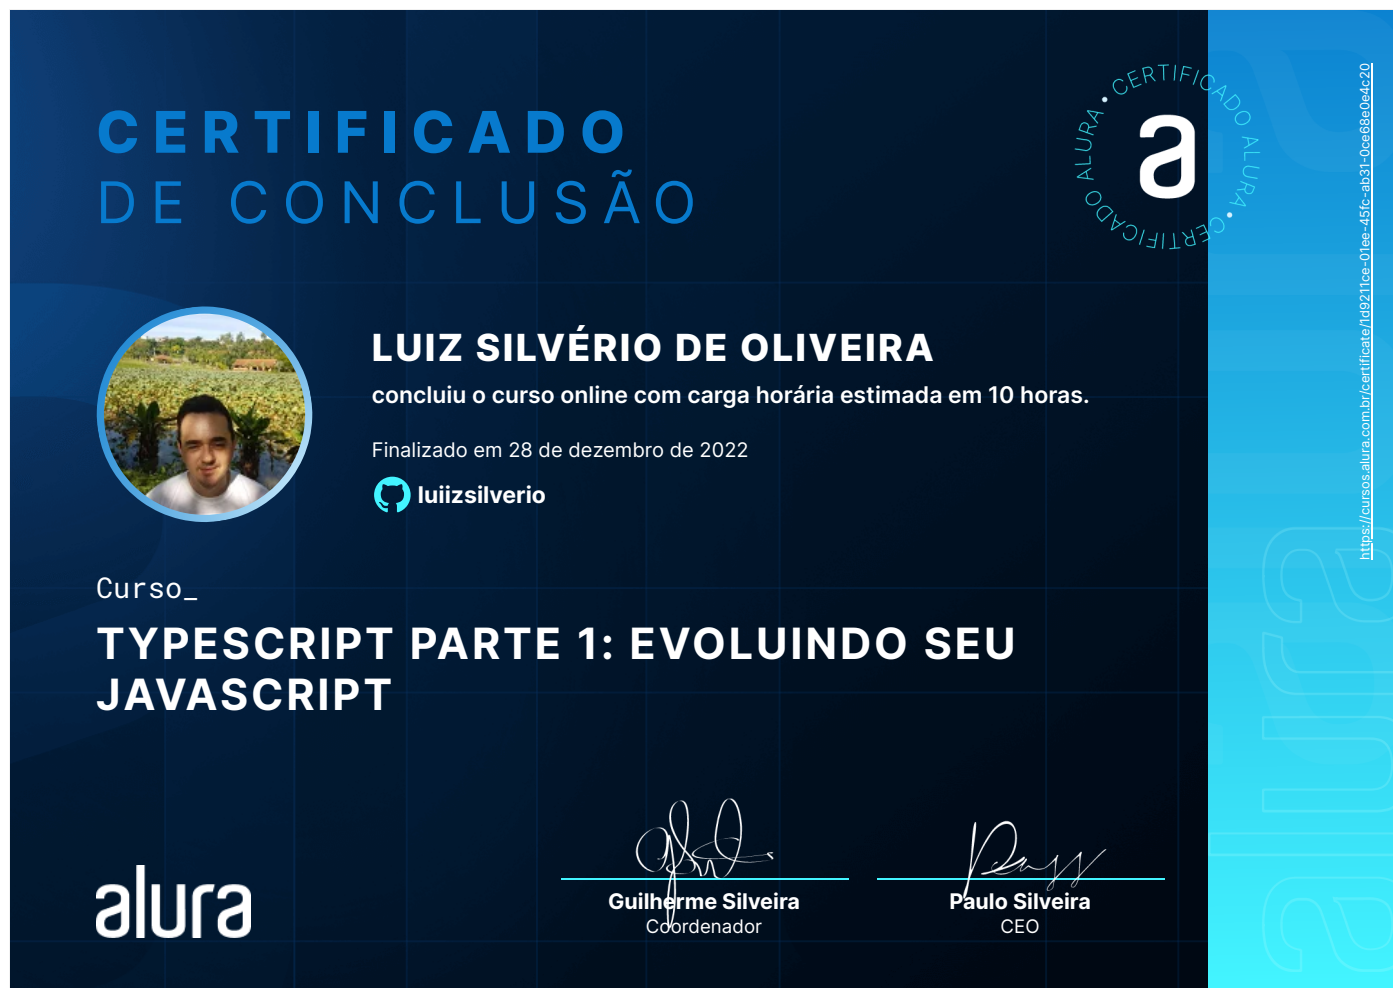 CERTIFICADO
DE CONCLUSÃO
CERTIFICADO ALURA • CERTIFICADO ALURA •
a
LUIZ SILVÉRIO DE OLIVEIRA
concluiu o curso online com carga horária estimada em 10 horas.
Finalizado em 28 de dezembro de 2022
luiizsilverio
Curso_
TYPESCRIPT PARTE 1: EVOLUINDO SEU
JAVASCRIPT
alura
Guilherme Silveira
Coordenador
Paulo Silveira
CEO
https://cursos.alura.com.br/certificate/1d9211ce-01ee-45fc-ab31-0ce68e0e4c20
alura